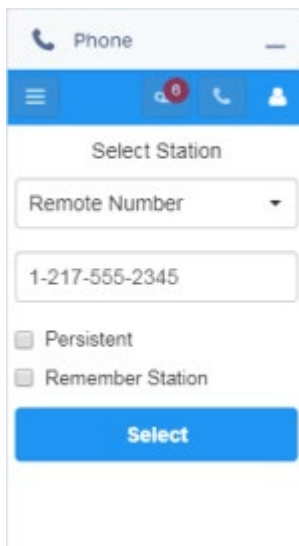 Phone
6
Select Station
Remote Number
1-217-555-2345
Persistent
Remember Station
Select